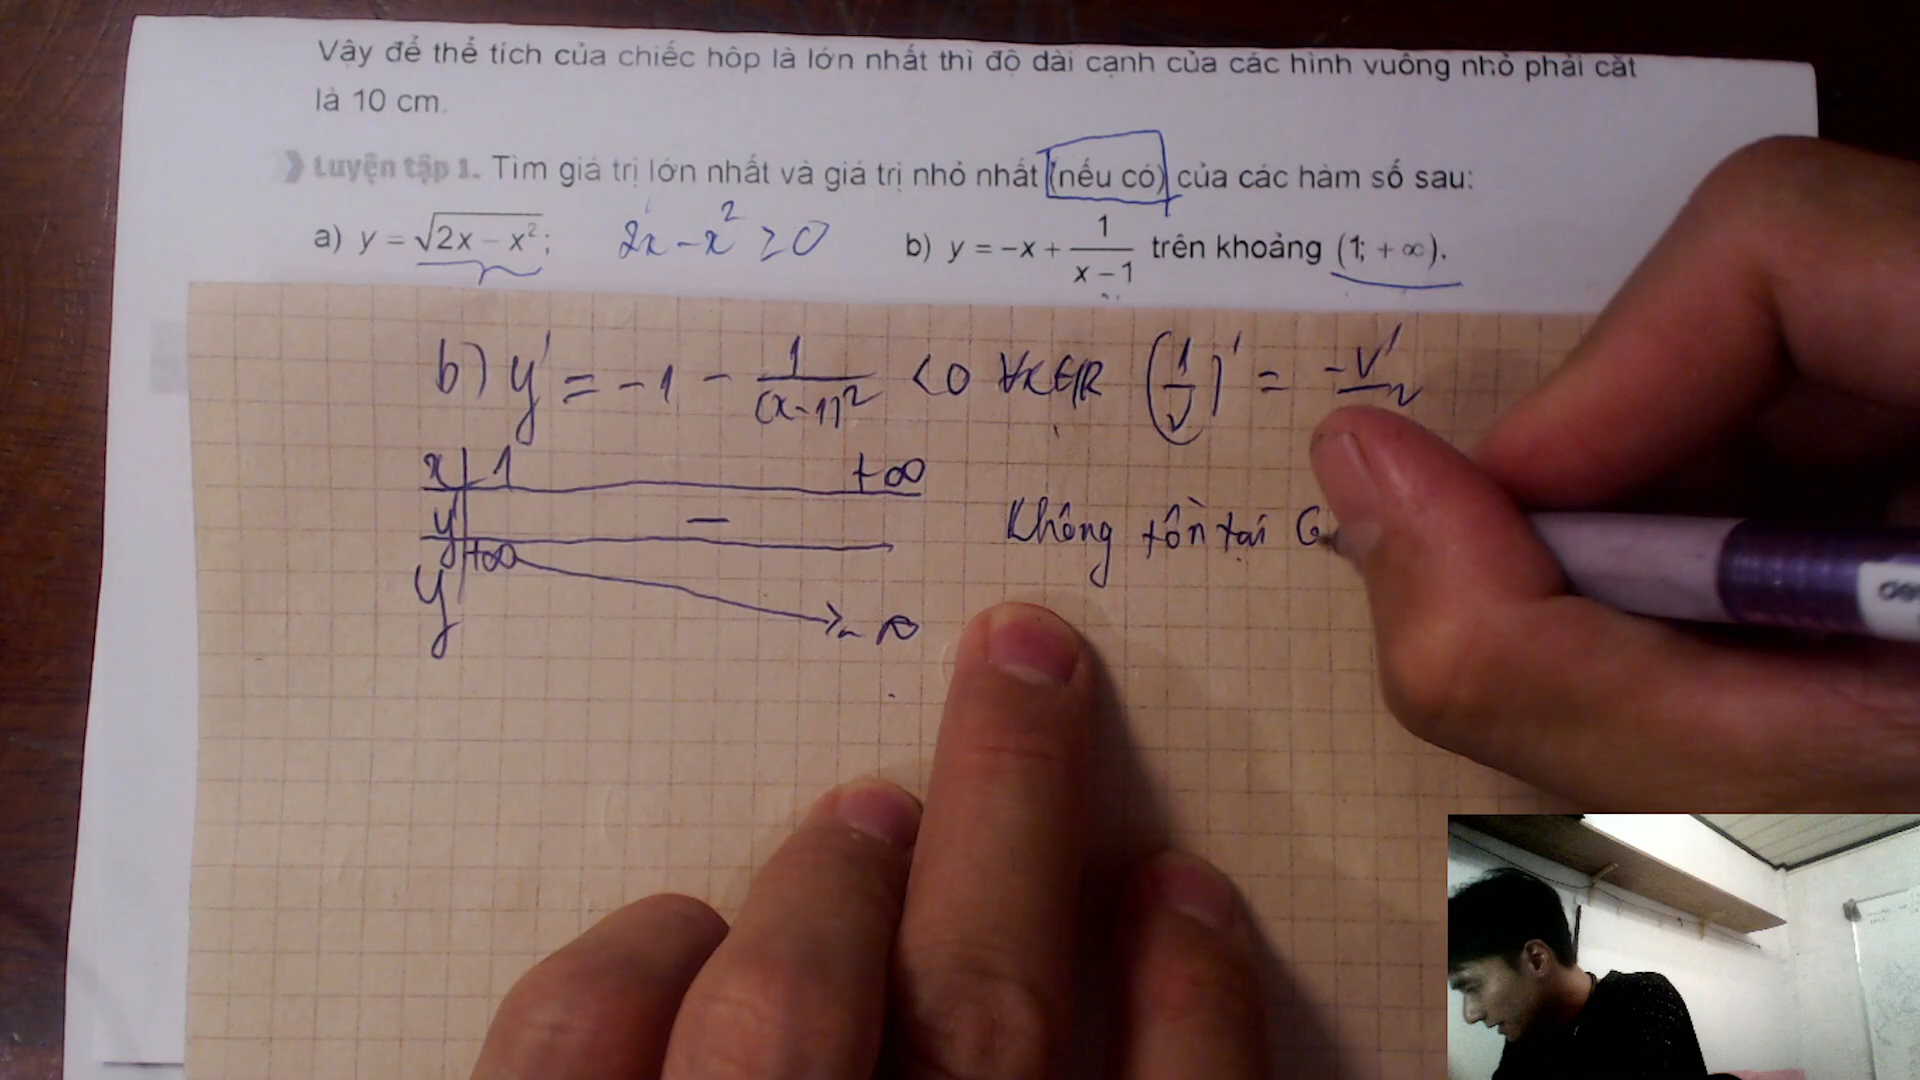 Vậy để thể tích của chiếc hộp là lớn nhất thì độ dài cạnh của các hình vuông nhỏ phải cắt
là 10 cm.
Luyện tập 1. Tìm giá trị lớn nhất và giá trị nhỏ nhất (nếu có) của các hàm số sau:
a) y = √(2x − x²); 2x − x² ≥ 0 b) y = −x + 1/(x − 1) trên khoảng (1; +∞).
b) y' = −1 − 1/(x−1)² < 0 ∀x∈R (1/v)' = −v'
x 1 +∞
y' −
Không tồn tại G
y +∞ −∞